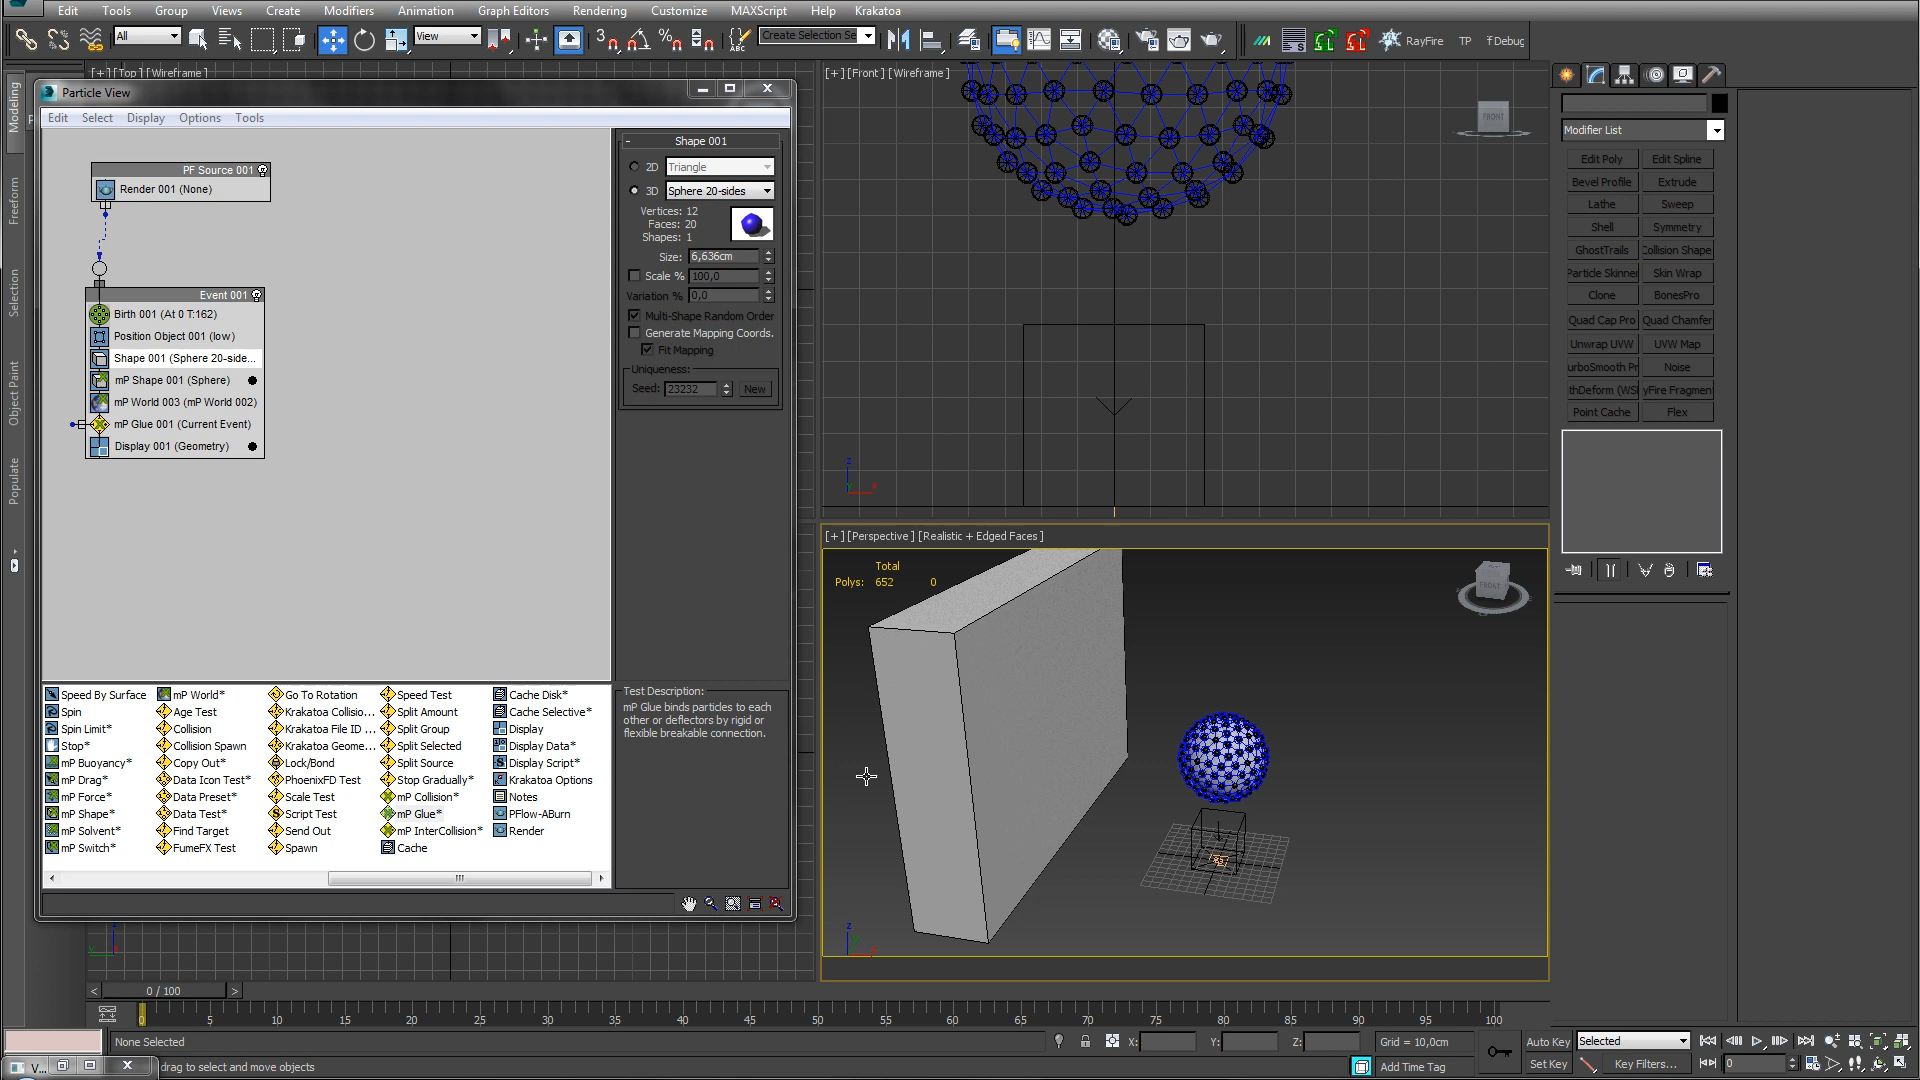 Edit Tools Group Views Create Modifiers Animation Graph Editors Rendering Customize MAXScript Help Krakatoa
All View 3 Create Selection Se RayFire TP f Debug
[+] [Top] [Wireframe]
[+] [Front] [Wireframe]
Particle View
Edit Select Display Options Tools
PF Source 001
Render 001 (None)
Event 001
Birth 001 (At 0 T:162)
Position Object 001 (low)
Shape 001 (Sphere 20-side...
mP Shape 001 (Sphere)
mP World 003 (mP World 002)
mP Glue 001 (Current Event)
Display 001 (Geometry)
Shape 001
2D Triangle
3D Sphere 20-sides
Vertices: 12
Faces: 20
Shapes: 1
Size: 6,636cm
Scale % 100,0
Variation % 0,0
Multi-Shape Random Order
Generate Mapping Coords.
Fit Mapping
Uniqueness:
Seed: 23232 New
Speed By Surface mP World* Go To Rotation Speed Test Cache Disk*
Spin Age Test Krakatoa Collisio... Split Amount Cache Selective*
Spin Limit* Collision Krakatoa File ID ... Split Group Display
Stop* Collision Spawn Krakatoa Geome... Split Selected Display Data*
mP Buoyancy* Copy Out* Lock/Bond Split Source Display Script*
mP Drag* Data Icon Test* PhoenixFD Test Stop Gradually* Krakatoa Options
mP Force* Data Preset* Scale Test mP Collision* Notes
mP Shape* Data Test* Script Test mP Glue* PFlow-ABurn
mP Solvent* Find Target Send Out mP InterCollision* Render
mP Switch* FumeFX Test Spawn Cache
Test Description:
mP Glue binds particles to each
other or deflectors by rigid or
flexible breakable connection.
Modeling
Freeform
Selection
Object Paint
Populate
FRONT
[+] [Perspective] [Realistic + Edged Faces]
Total
Polys: 652 0
FRONT
Modifier List
Edit Poly Edit Spline
Bevel Profile Extrude
Lathe Sweep
Shell Symmetry
GhostTrails Collision Shape
Particle Skinner Skin Wrap
Clone BonesPro
Quad Cap Pro Quad Chamfer
Unwrap UVW UVW Map
urboSmooth Pr Noise
thDeform (WSI yFire Fragmen
Point Cache Flex
0 / 100
0 5 10 15 20 25 30 35 40 45 50 55 60 65 70 75 80 85 90 95 100
None Selected X: Y: Z: Grid = 10,0cm Auto Key Selected
V... drag to select and move objects Add Time Tag Set Key Key Filters... 0